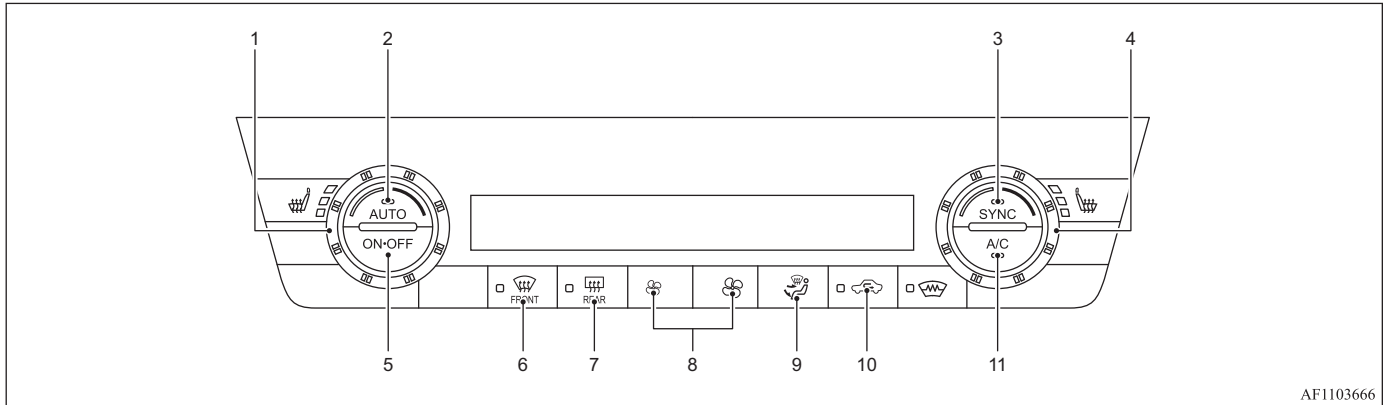 1 2 3 4
AUTO SYNC
ON•OFF A/C
FRONT REAR
5 6 7 8 9 10 11
AF1103666